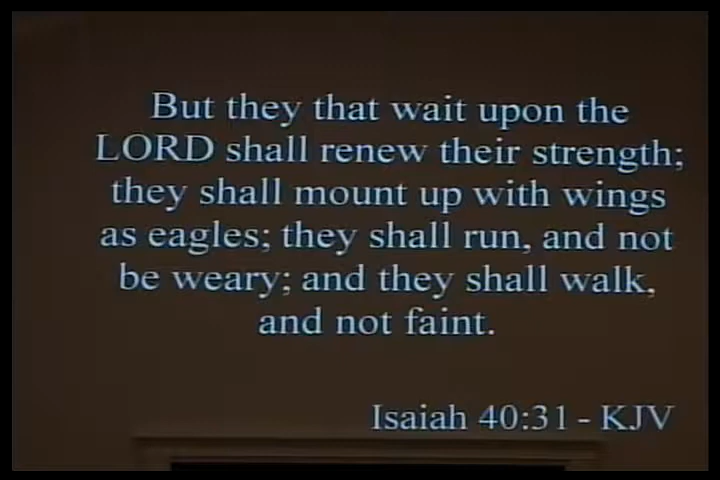 But they that wait upon the
LORD shall renew their strength;
they shall mount up with wings
as eagles; they shall run, and not
be weary; and they shall walk,
and not faint.
Isaiah 40:31 - KJV